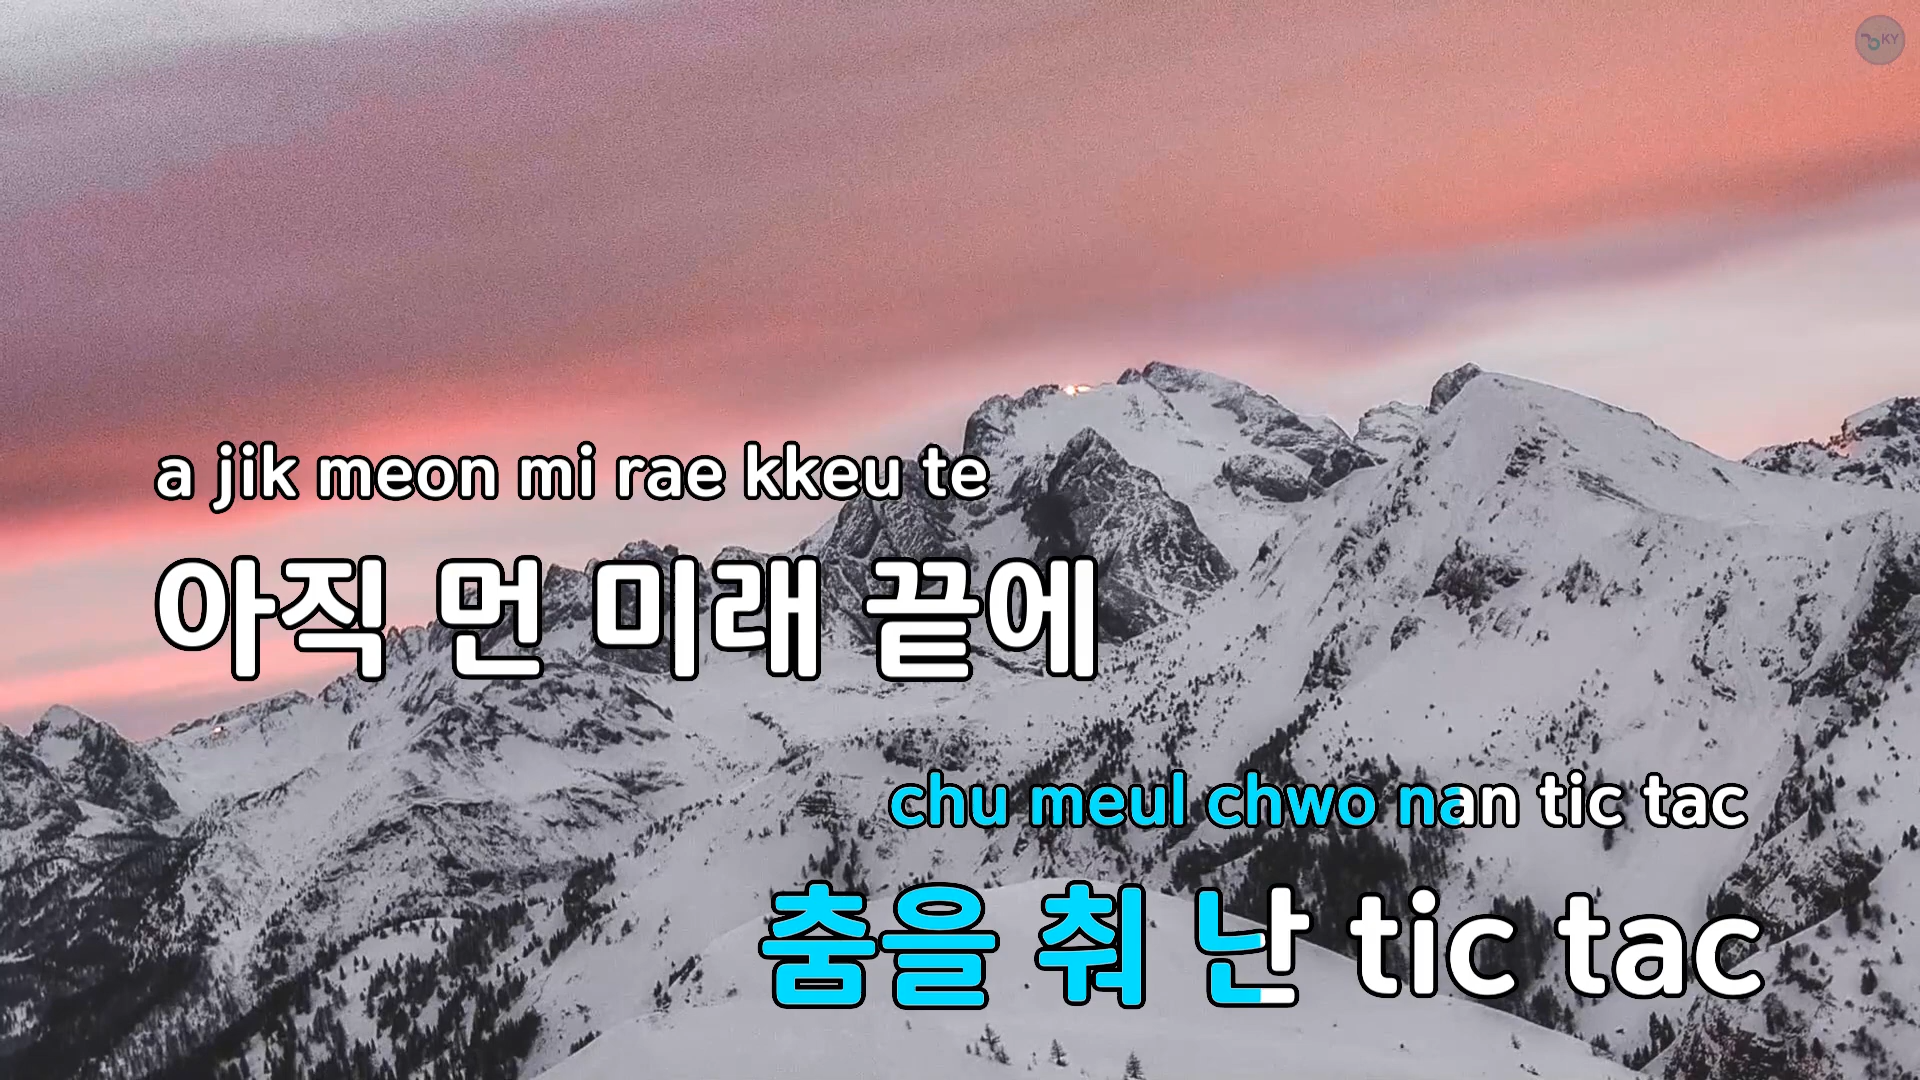 KY
a jik meon mi rae kkeu te
아직 먼 미래 끝에
chu meul chwo nan tic tac
춤을 춰 난 tic tac